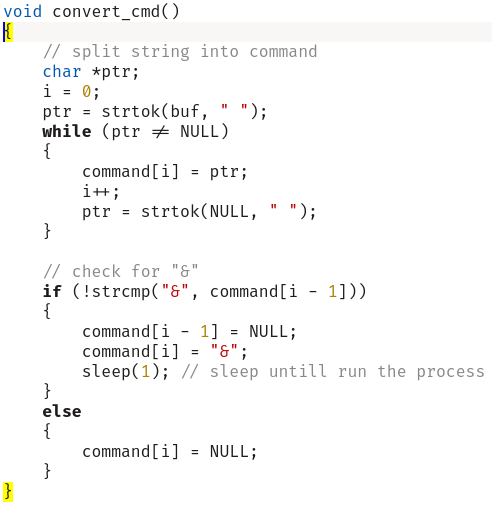 void convert_cmd()
{
    // split string into command
    char *ptr;
    i = 0;
    ptr = strtok(buf, " ");
    while (ptr != NULL)
    {
        command[i] = ptr;
        i++;
        ptr = strtok(NULL, " ");
    }

    // check for "&"
    if (!strcmp("&", command[i - 1]))
    {
        command[i - 1] = NULL;
        command[i] = "&";
        sleep(1); // sleep untill run the process
    }
    else
    {
        command[i] = NULL;
    }
}